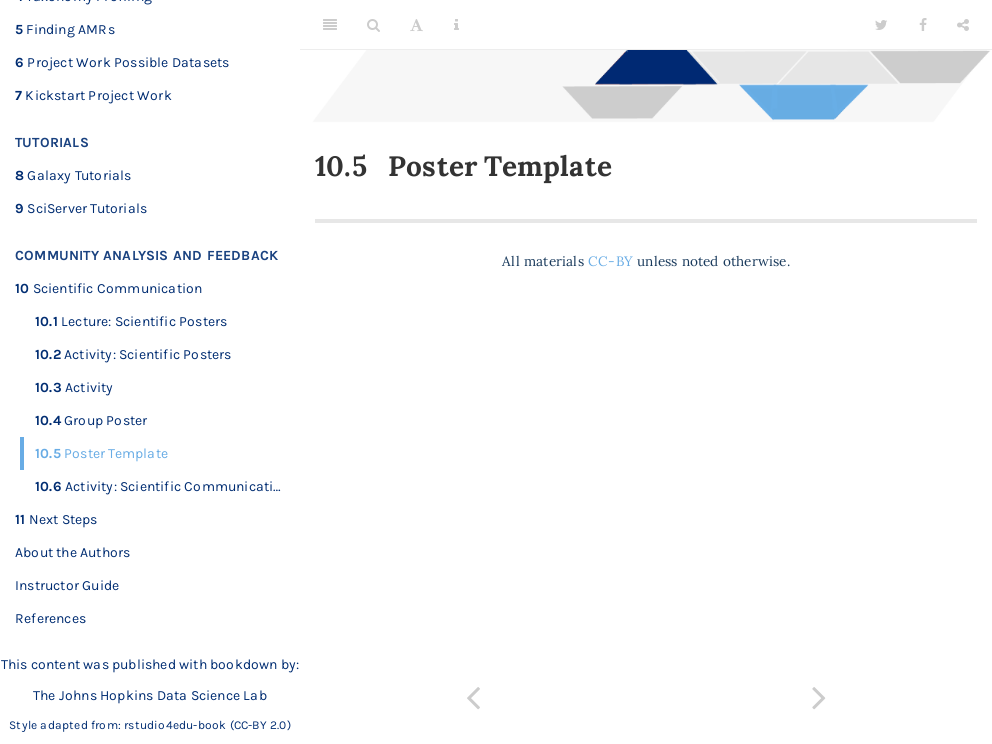 5 Finding AMRs
6 Project Work Possible Datasets
7 Kickstart Project Work
TUTORIALS
8 Galaxy Tutorials
9 SciServer Tutorials
COMMUNITY ANALYSIS AND FEEDBACK
10 Scientific Communication
10.1 Lecture: Scientific Posters
10.2 Activity: Scientific Posters
10.3 Activity
10.4 Group Poster
10.5 Poster Template
10.6 Activity: Scientific Communicati…
11 Next Steps
About the Authors
Instructor Guide
References
This content was published with bookdown by:
The Johns Hopkins Data Science Lab
Style adapted from: rstudio4edu-book (CC-BY 2.0)
10.5 Poster Template
All materials CC-BY unless noted otherwise.